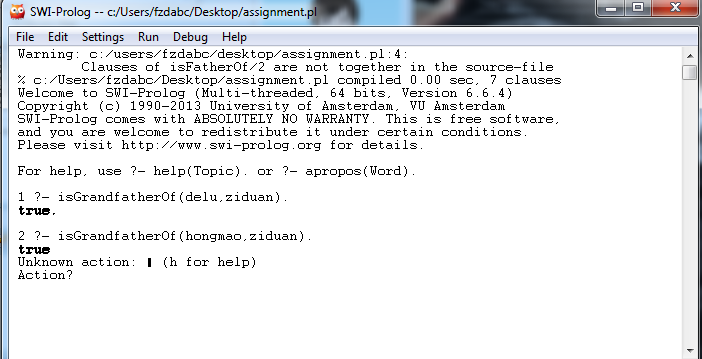 SWI-Prolog -- c:/Users/fzdabc/Desktop/assignment.pl
File Edit Settings Run Debug Help
Warning: c:/users/fzdabc/desktop/assignment.pl:4:
Clauses of isFatherOf/2 are not together in the source-file
% c:/Users/fzdabc/Desktop/assignment.pl compiled 0.00 sec, 7 clauses
Welcome to SWI-Prolog (Multi-threaded, 64 bits, Version 6.6.4)
Copyright (c) 1990-2013 University of Amsterdam, VU Amsterdam
SWI-Prolog comes with ABSOLUTELY NO WARRANTY. This is free software,
and you are welcome to redistribute it under certain conditions.
Please visit http://www.swi-prolog.org for details.
For help, use ?- help(Topic). or ?- apropos(Word).
1 ?- isGrandfatherOf(delu,ziduan).
true.
2 ?- isGrandfatherOf(hongmao,ziduan).
true
Unknown action: (h for help)
Action?